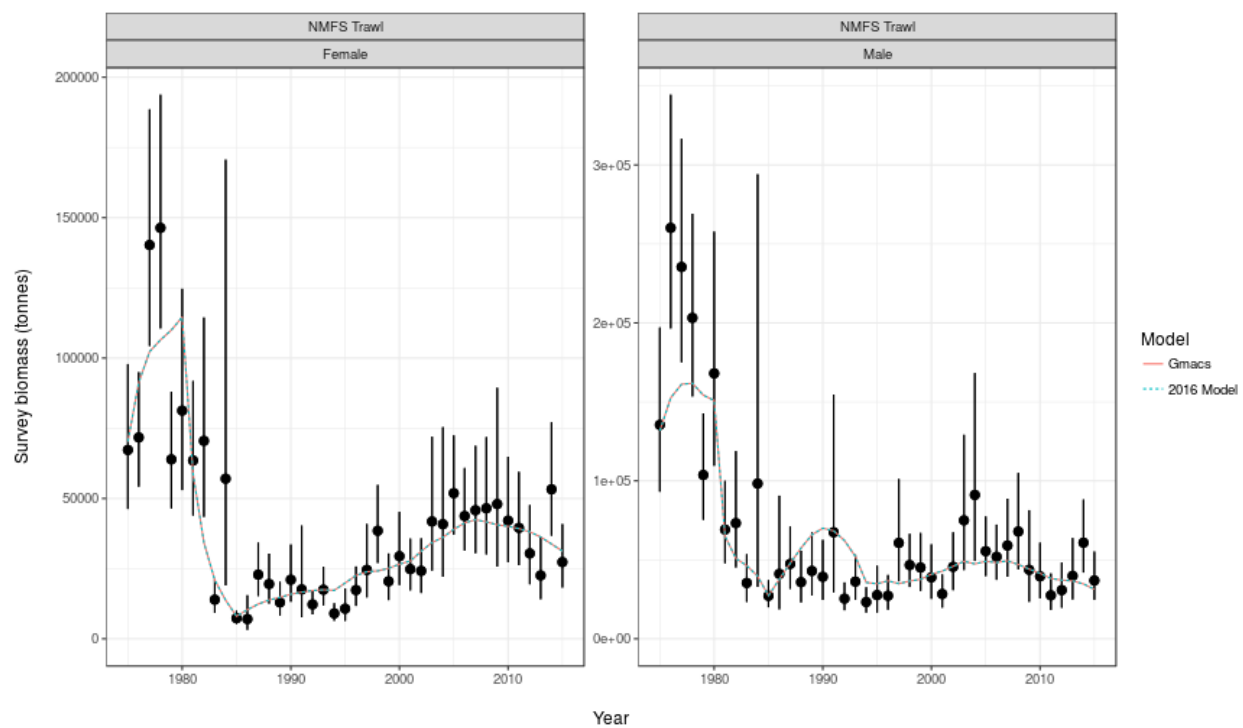 NMFS Trawl
Female
NMFS Trawl
Male
Survey biomass (tonnes)
200000
150000
100000
50000
0
3e+05
2e+05
1e+05
0e+00
1980 1990 2000 2010
1980 1990 2000 2010
Year
Model
Gmacs
2016 Model